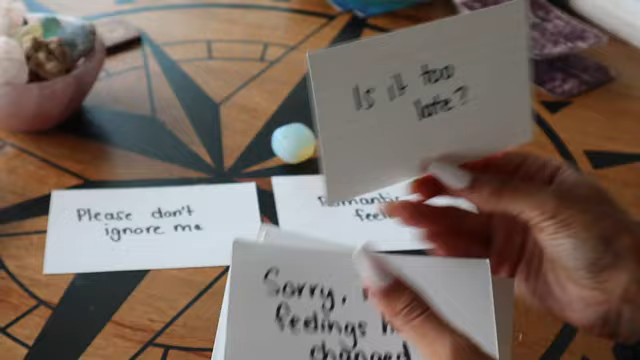 Is it too
late?
Please don't
ignore me
Romantic
Sorry,
feelings
changed